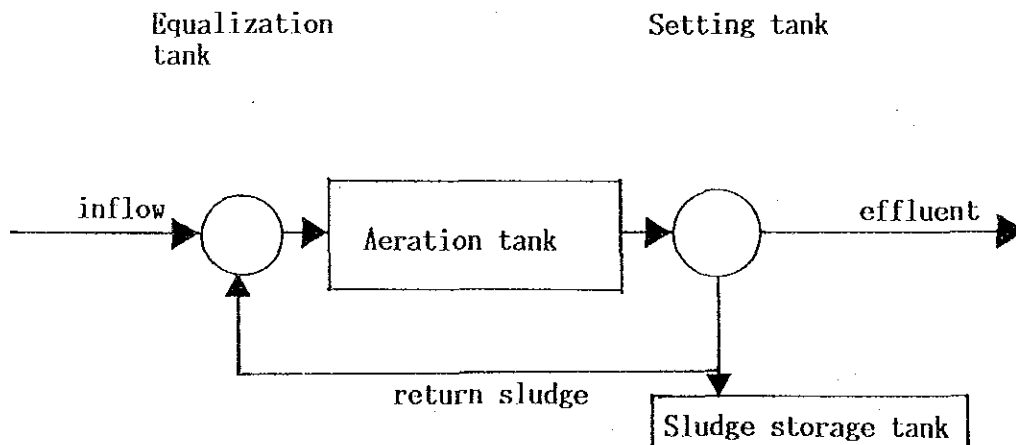 Equalization
tank
Setting tank
inflow
Aeration tank
effluent
return sludge
Sludge storage tank